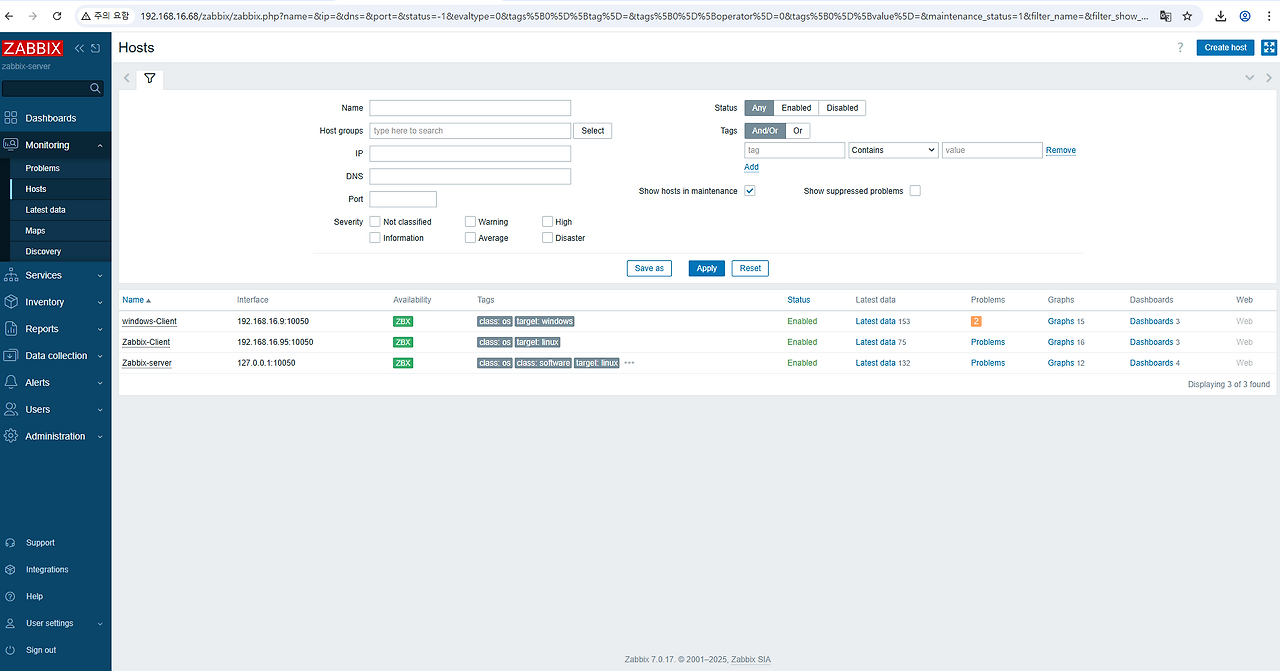 주의 요함 192.168.16.68/zabbix/zabbix.php?name=&ip=&dns=&port=&status=-1&evaltype=0&tags%5B0%5D%5Btag%5D=&tags%5B0%5D%5Boperator%5D=0&tags%5B0%5D%5Bvalue%5D=&maintenance_status=1&filter_name=&filter_show_...
ZABBIX
zabbix-server
Dashboards
Monitoring
Problems
Hosts
Latest data
Maps
Discovery
Services
Inventory
Reports
Data collection
Alerts
Users
Administration
Support
Integrations
Help
User settings
Sign out
Hosts
? Create host
Name
Host groups type here to search Select
IP
DNS
Port
Severity Not classified Warning High
Information Average Disaster
Status Any Enabled Disabled
Tags And/Or Or
tag Contains value Remove
Add
Show hosts in maintenance Show suppressed problems
Save as Apply Reset
Name Interface Availability Tags Status Latest data Problems Graphs Dashboards Web
windows-Client 192.168.16.9:10050 ZBX class: os target: windows Enabled Latest data 153 2 Graphs 15 Dashboards 3 Web
Zabbix-Client 192.168.16.95:10050 ZBX class: os target: linux Enabled Latest data 75 Problems Graphs 16 Dashboards 3 Web
Zabbix-server 127.0.0.1:10050 ZBX class: os class: software target: linux ••• Enabled Latest data 132 Problems Graphs 12 Dashboards 4 Web
Displaying 3 of 3 found
Zabbix 7.0.17. © 2001–2025, Zabbix SIA